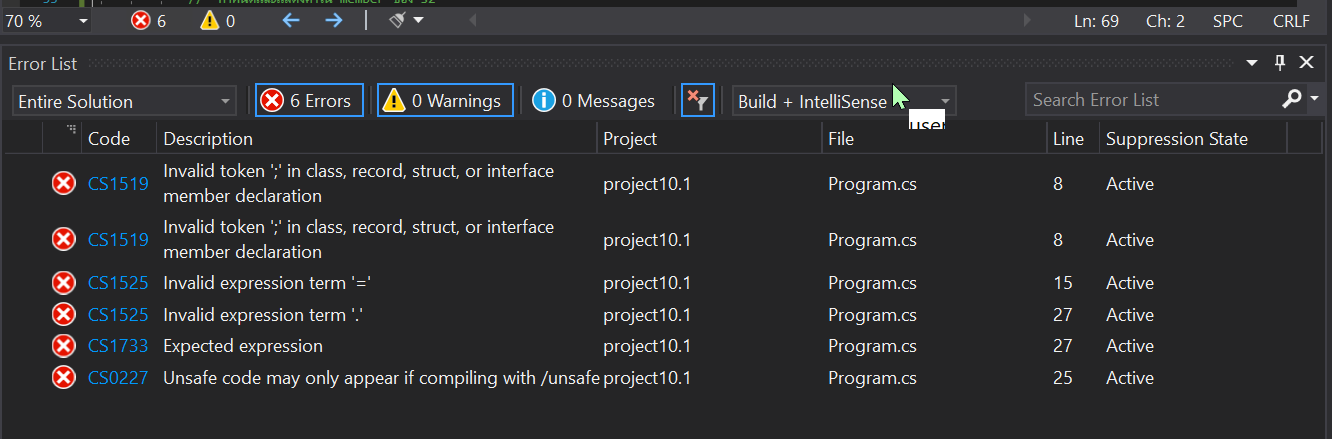 70 %
6
0
Ln: 69
Ch: 2
SPC
CRLF
Error List
Entire Solution
6 Errors
0 Warnings
0 Messages
Build + IntelliSense
Search Error List
user
Code
Description
Project
File
Line
Suppression State
CS1519
Invalid token ';' in class, record, struct, or interface
member declaration
project10.1
Program.cs
8
Active
CS1519
Invalid token ';' in class, record, struct, or interface
member declaration
project10.1
Program.cs
8
Active
CS1525
Invalid expression term '='
project10.1
Program.cs
15
Active
CS1525
Invalid expression term '.'
project10.1
Program.cs
27
Active
CS1733
Expected expression
project10.1
Program.cs
27
Active
CS0227
Unsafe code may only appear if compiling with /unsafe
project10.1
Program.cs
25
Active